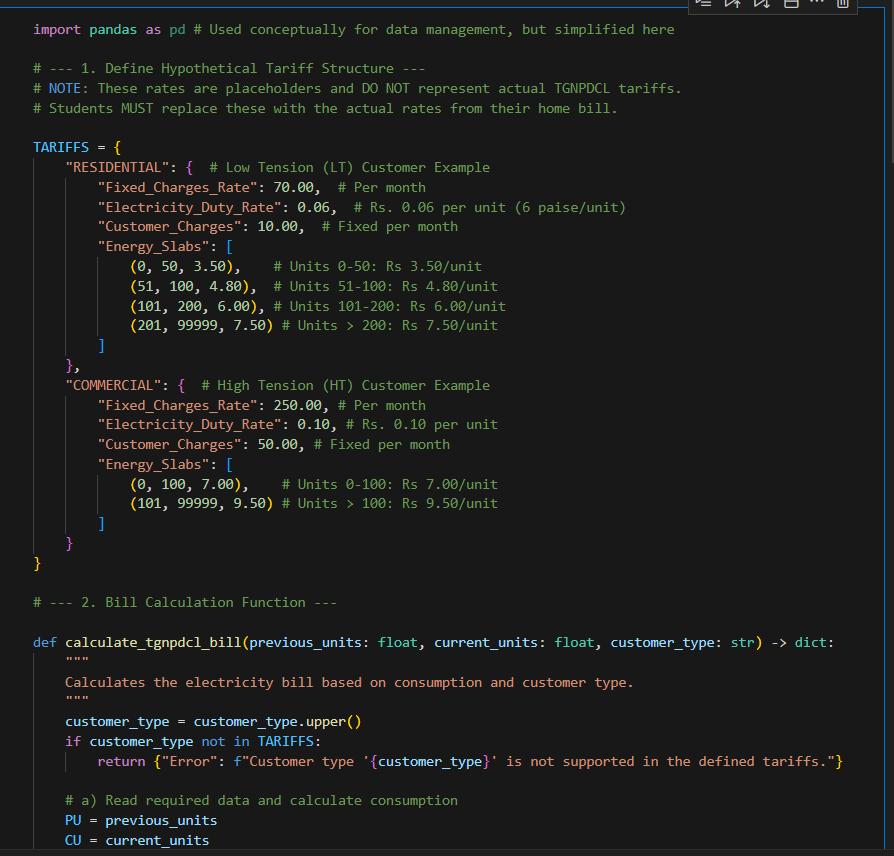 import pandas as pd # Used conceptually for data management, but simplified here
# --- 1. Define Hypothetical Tariff Structure ---
# NOTE: These rates are placeholders and DO NOT represent actual TGNPDCL tariffs.
# Students MUST replace these with the actual rates from their home bill.
TARIFFS = {
    "RESIDENTIAL": {  # Low Tension (LT) Customer Example
        "Fixed_Charges_Rate": 70.00,  # Per month
        "Electricity_Duty_Rate": 0.06,  # Rs. 0.06 per unit (6 paise/unit)
        "Customer_Charges": 10.00,  # Fixed per month
        "Energy_Slabs": [
            (0, 50, 3.50),    # Units 0-50: Rs 3.50/unit
            (51, 100, 4.80),  # Units 51-100: Rs 4.80/unit
            (101, 200, 6.00), # Units 101-200: Rs 6.00/unit
            (201, 99999, 7.50) # Units > 200: Rs 7.50/unit
        ]
    },
    "COMMERCIAL": {  # High Tension (HT) Customer Example
        "Fixed_Charges_Rate": 250.00, # Per month
        "Electricity_Duty_Rate": 0.10, # Rs. 0.10 per unit
        "Customer_Charges": 50.00, # Fixed per month
        "Energy_Slabs": [
            (0, 100, 7.00),    # Units 0-100: Rs 7.00/unit
            (101, 99999, 9.50) # Units > 100: Rs 9.50/unit
        ]
    }
}
# --- 2. Bill Calculation Function ---
def calculate_tgnpdcl_bill(previous_units: float, current_units: float, customer_type: str) -> dict:
    """
    Calculates the electricity bill based on consumption and customer type.
    """
    customer_type = customer_type.upper()
    if customer_type not in TARIFFS:
        return {"Error": f"Customer type '{customer_type}' is not supported in the defined tariffs."}
    # a) Read required data and calculate consumption
    PU = previous_units
    CU = current_units